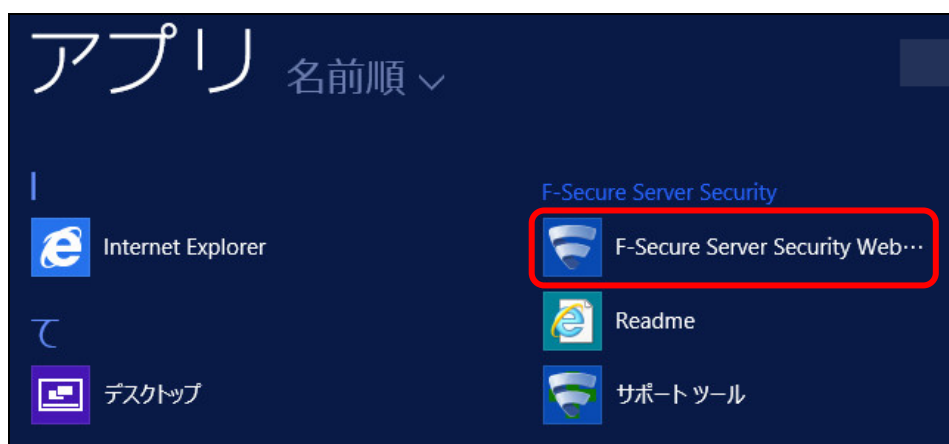 アプリ 名前順
I
Internet Explorer
て
デスクトップ
F-Secure Server Security
F-Secure Server Security Web…
Readme
サポート ツール